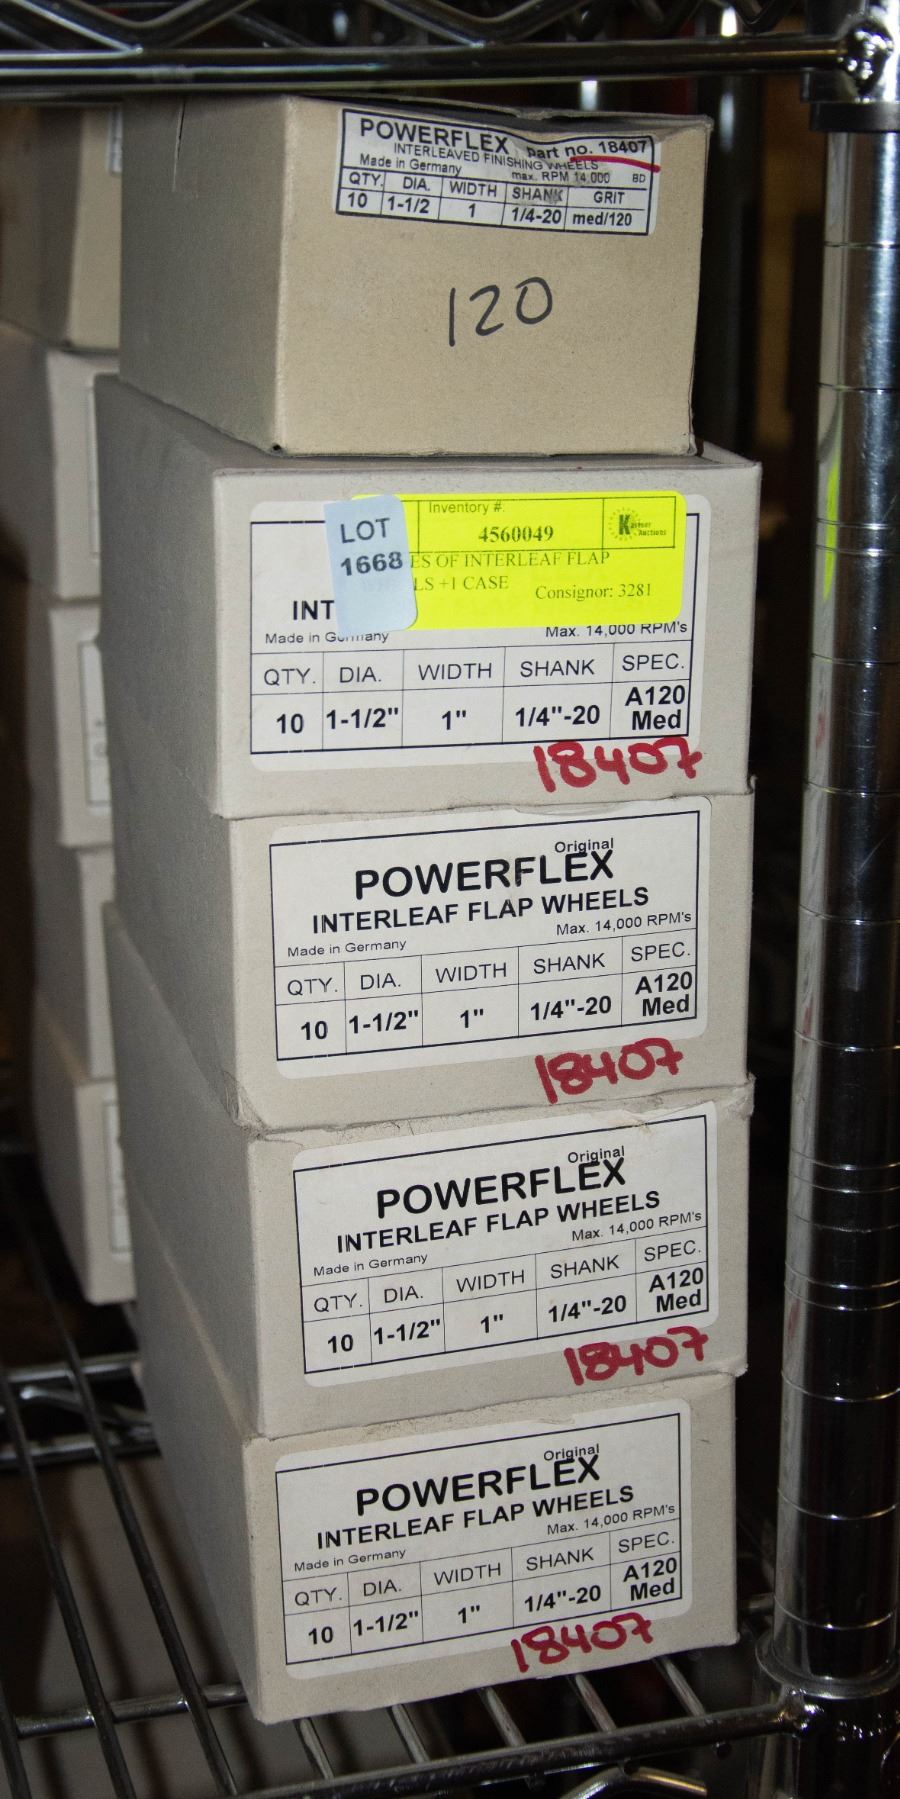 POWERFLEX part no. 18407
INTERLEAVED FINISHING WHEELS
Made in Germany max. RPM 14,000 BD
QTY. DIA. WIDTH SHANK GRIT
10 1-1/2 1 1/4-20 med/120
120
LOT
1668
Inventory #:
4560049
Auctions
ES OF INTERLEAF FLAP
LS +1 CASE
Consignor: 3281
INT
Made in Germany Max. 14,000 RPM's
QTY. DIA. WIDTH SHANK SPEC.
10 1-1/2" 1" 1/4"-20 A120
Med
18407
Original
POWERFLEX
INTERLEAF FLAP WHEELS
Made in Germany Max. 14,000 RPM's
QTY. DIA. WIDTH SHANK SPEC.
10 1-1/2" 1" 1/4"-20 A120
Med
18407
Original
POWERFLEX
INTERLEAF FLAP WHEELS
Made in Germany Max. 14,000 RPM's
QTY. DIA. WIDTH SHANK SPEC.
10 1-1/2" 1" 1/4"-20 A120
Med
18407
Original
POWERFLEX
INTERLEAF FLAP WHEELS
Made in Germany Max. 14,000 RPM's
QTY. DIA. WIDTH SHANK SPEC.
10 1-1/2" 1" 1/4"-20 A120
Med
18407